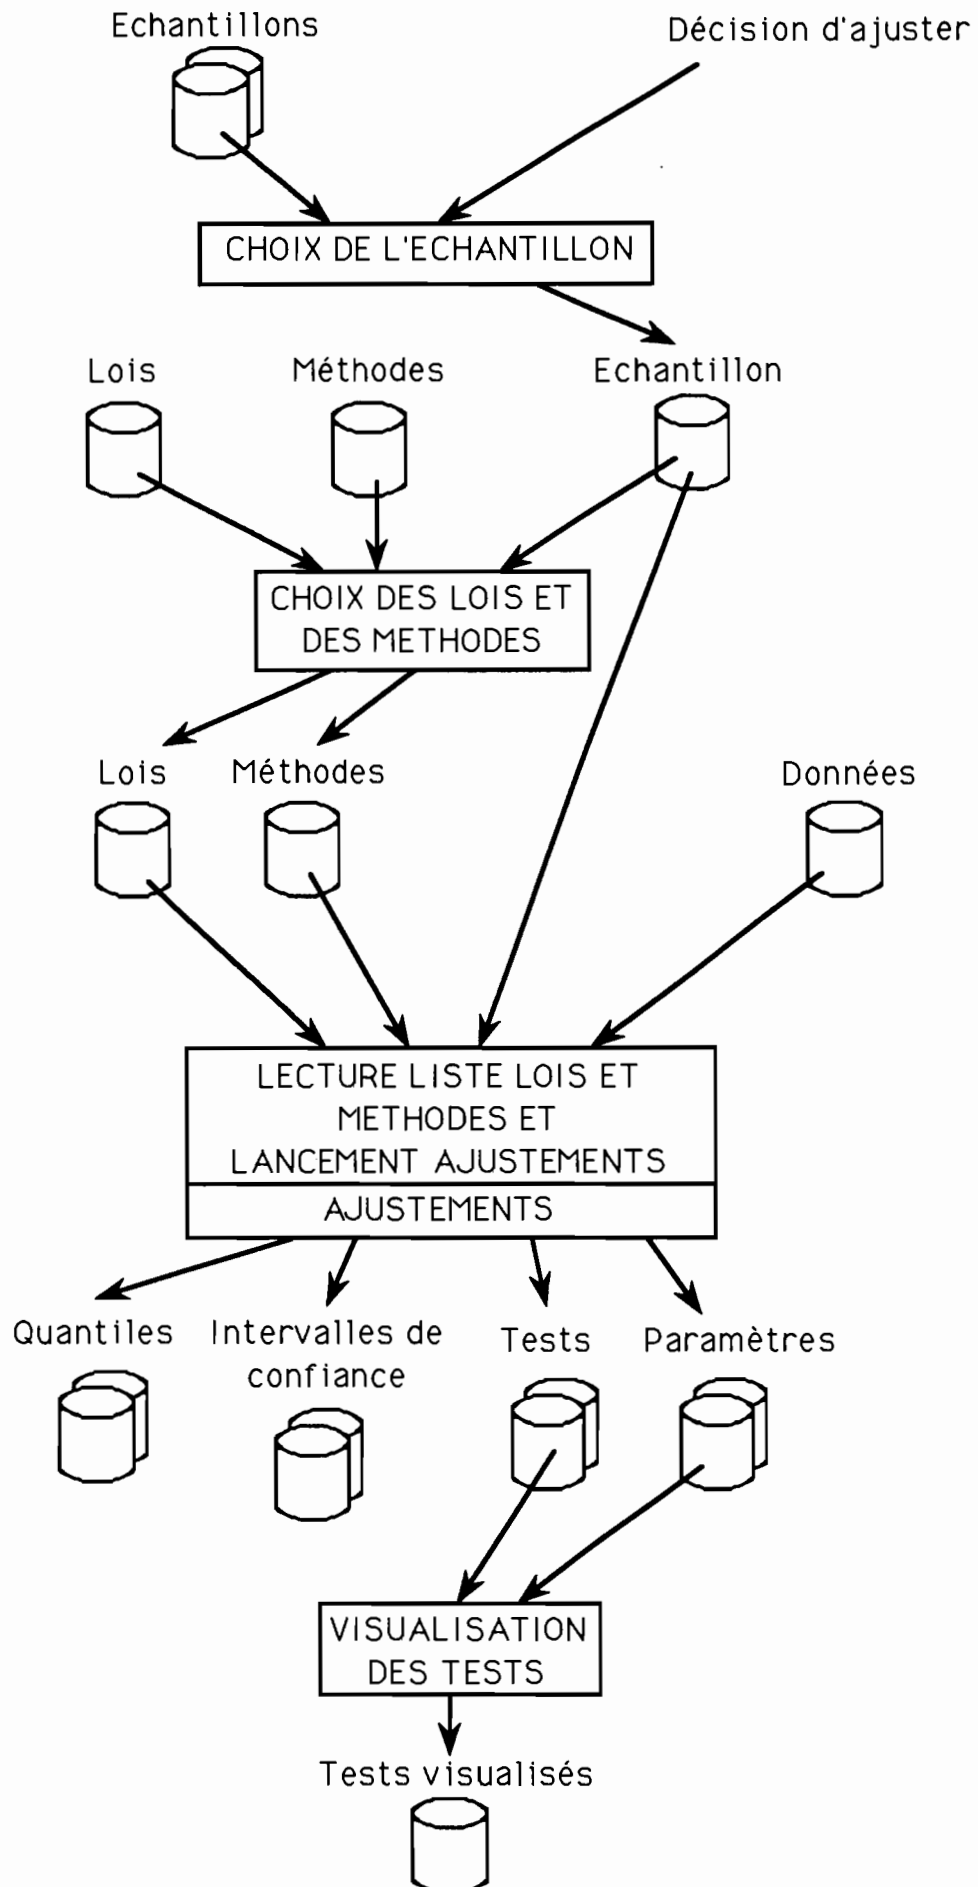 Echantillons
Décision d'ajuster
CHOIX DE L'ECHANTILLON
Lois
Méthodes
Echantillon
CHOIX DES LOIS ET
DES METHODES
Lois
Méthodes
Données
LECTURE LISTE LOIS ET
METHODES ET
LANCEMENT AJUSTEMENTS
AJUSTEMENTS
Quantiles
Intervalles de
confiance
Tests
Paramètres
VISUALISATION
DES TESTS
Tests visualisés